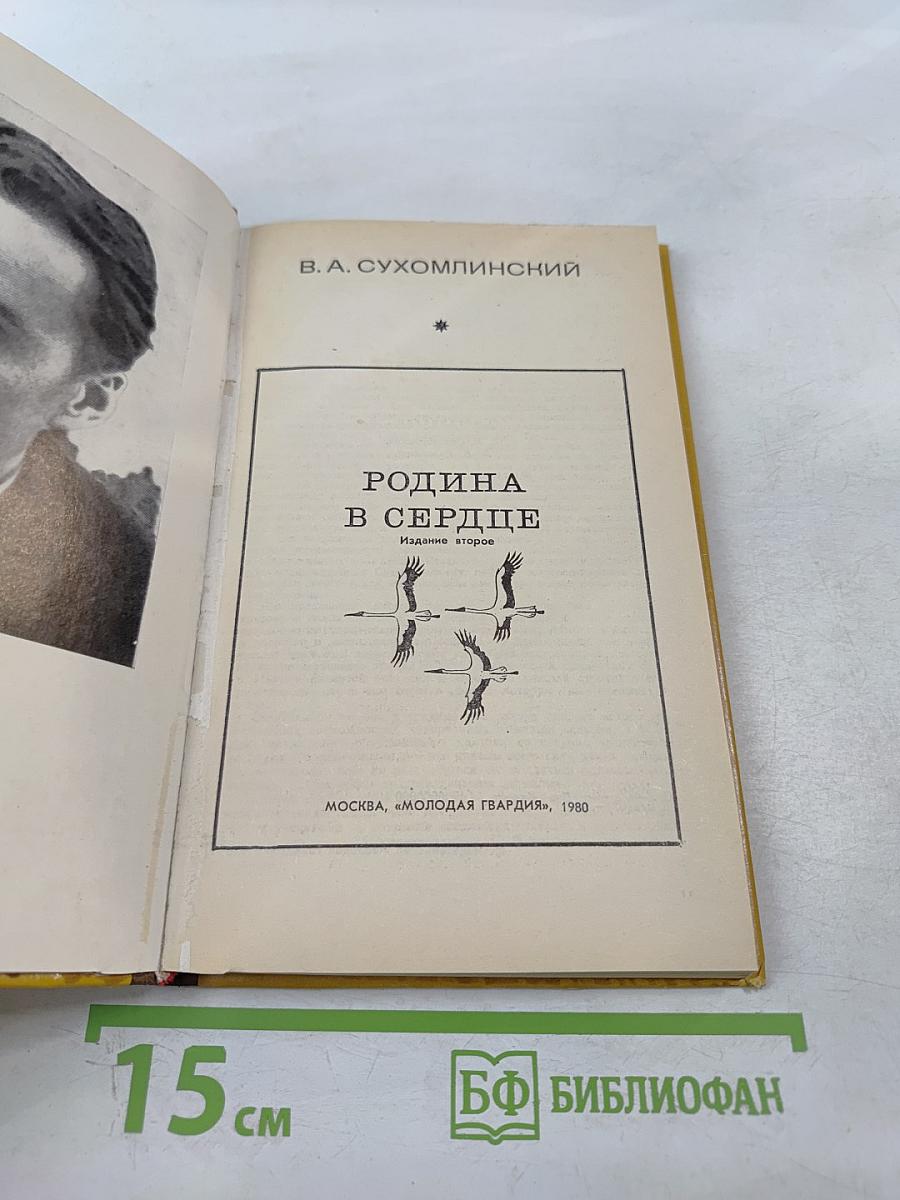 В. А. СУХОМЛИНСКИЙ
РОДИНА
В СЕРДЦЕ
Издание второе
МОСКВА, «МОЛОДАЯ ГВАРДИЯ», 1980
15 см
БФ БИБЛИОФАН